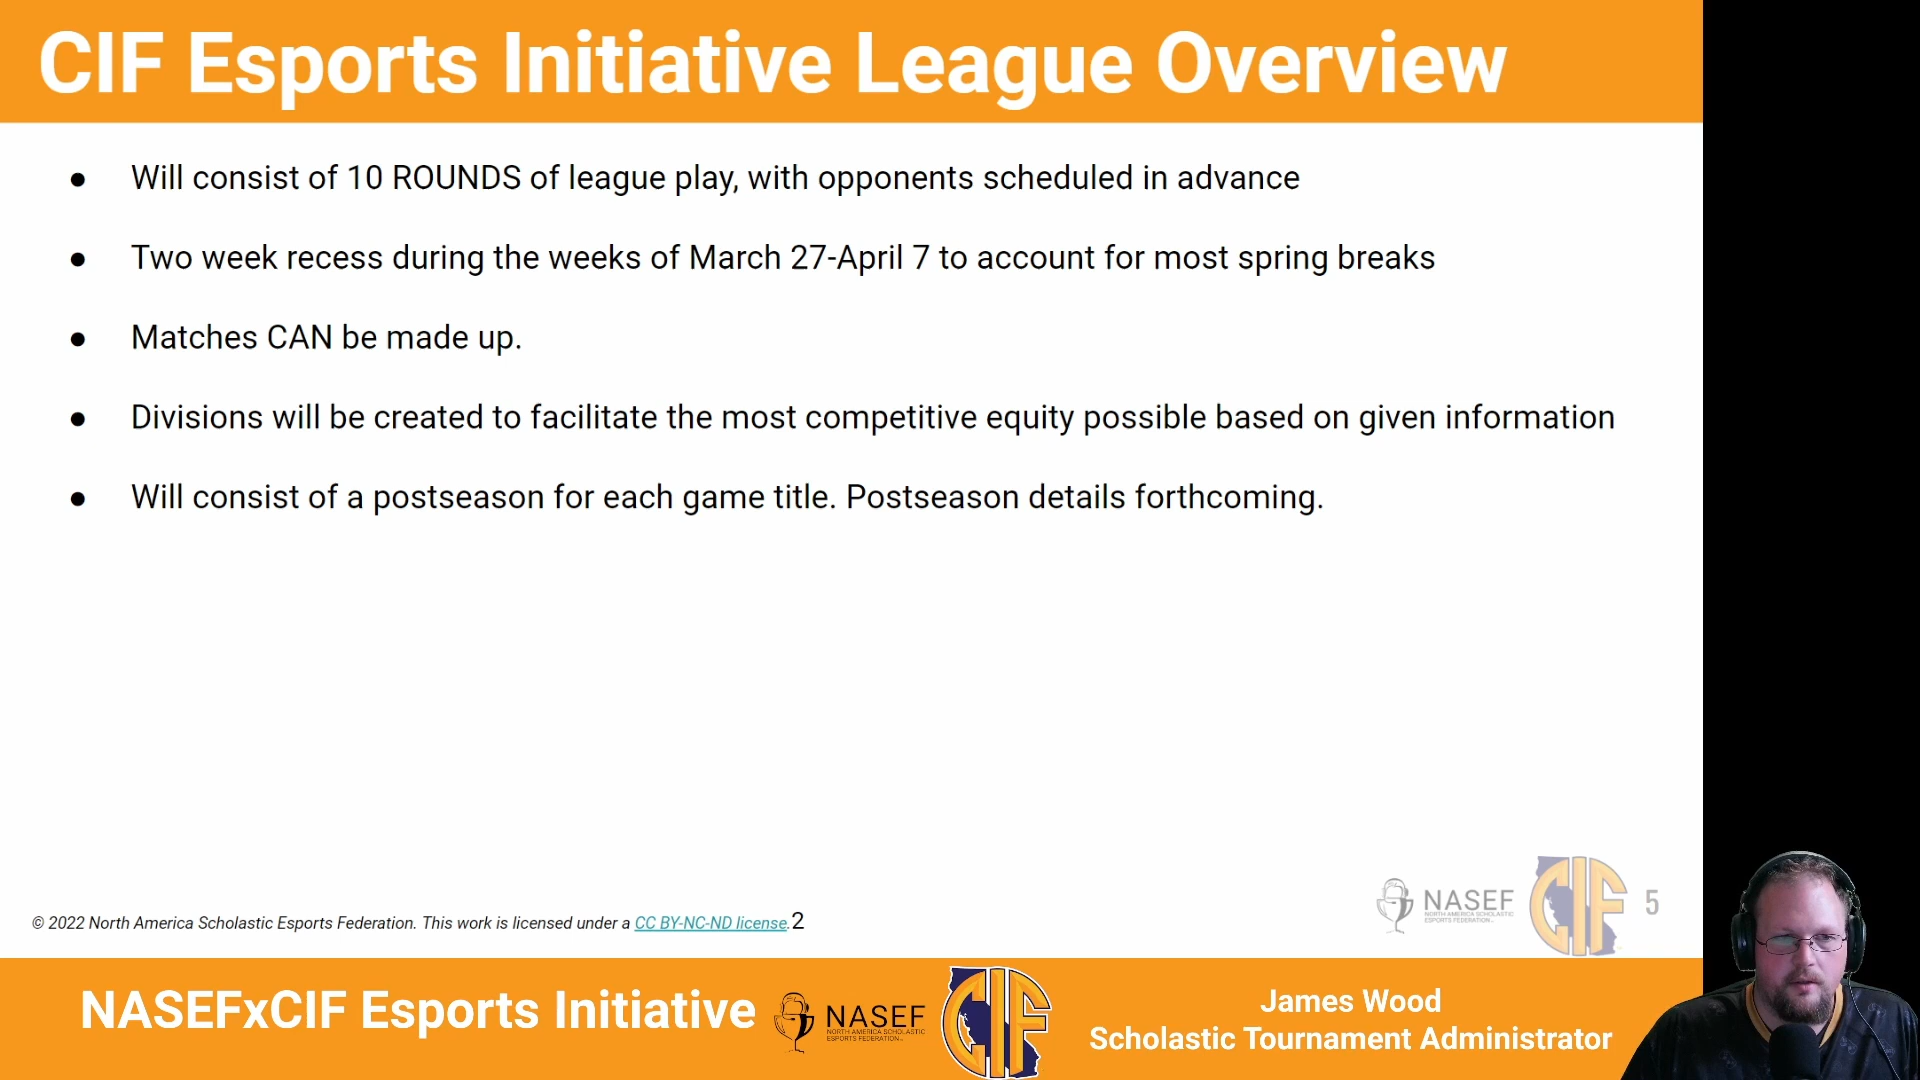 CIF Esports Initiative League Overview
● Will consist of 10 ROUNDS of league play, with opponents scheduled in advance
● Two week recess during the weeks of March 27-April 7 to account for most spring breaks
● Matches CAN be made up.
● Divisions will be created to facilitate the most competitive equity possible based on given information
● Will consist of a postseason for each game title. Postseason details forthcoming.
NASEF
NORTH AMERICA SCHOLASTIC
ESPORTS FEDERATION
CIF
5
© 2022 North America Scholastic Esports Federation. This work is licensed under a CC BY-NC-ND license.2
NASEFxCIF Esports Initiative
NASEF
NORTH AMERICA SCHOLASTIC
ESPORTS FEDERATION
CIF
James Wood
Scholastic Tournament Administrator